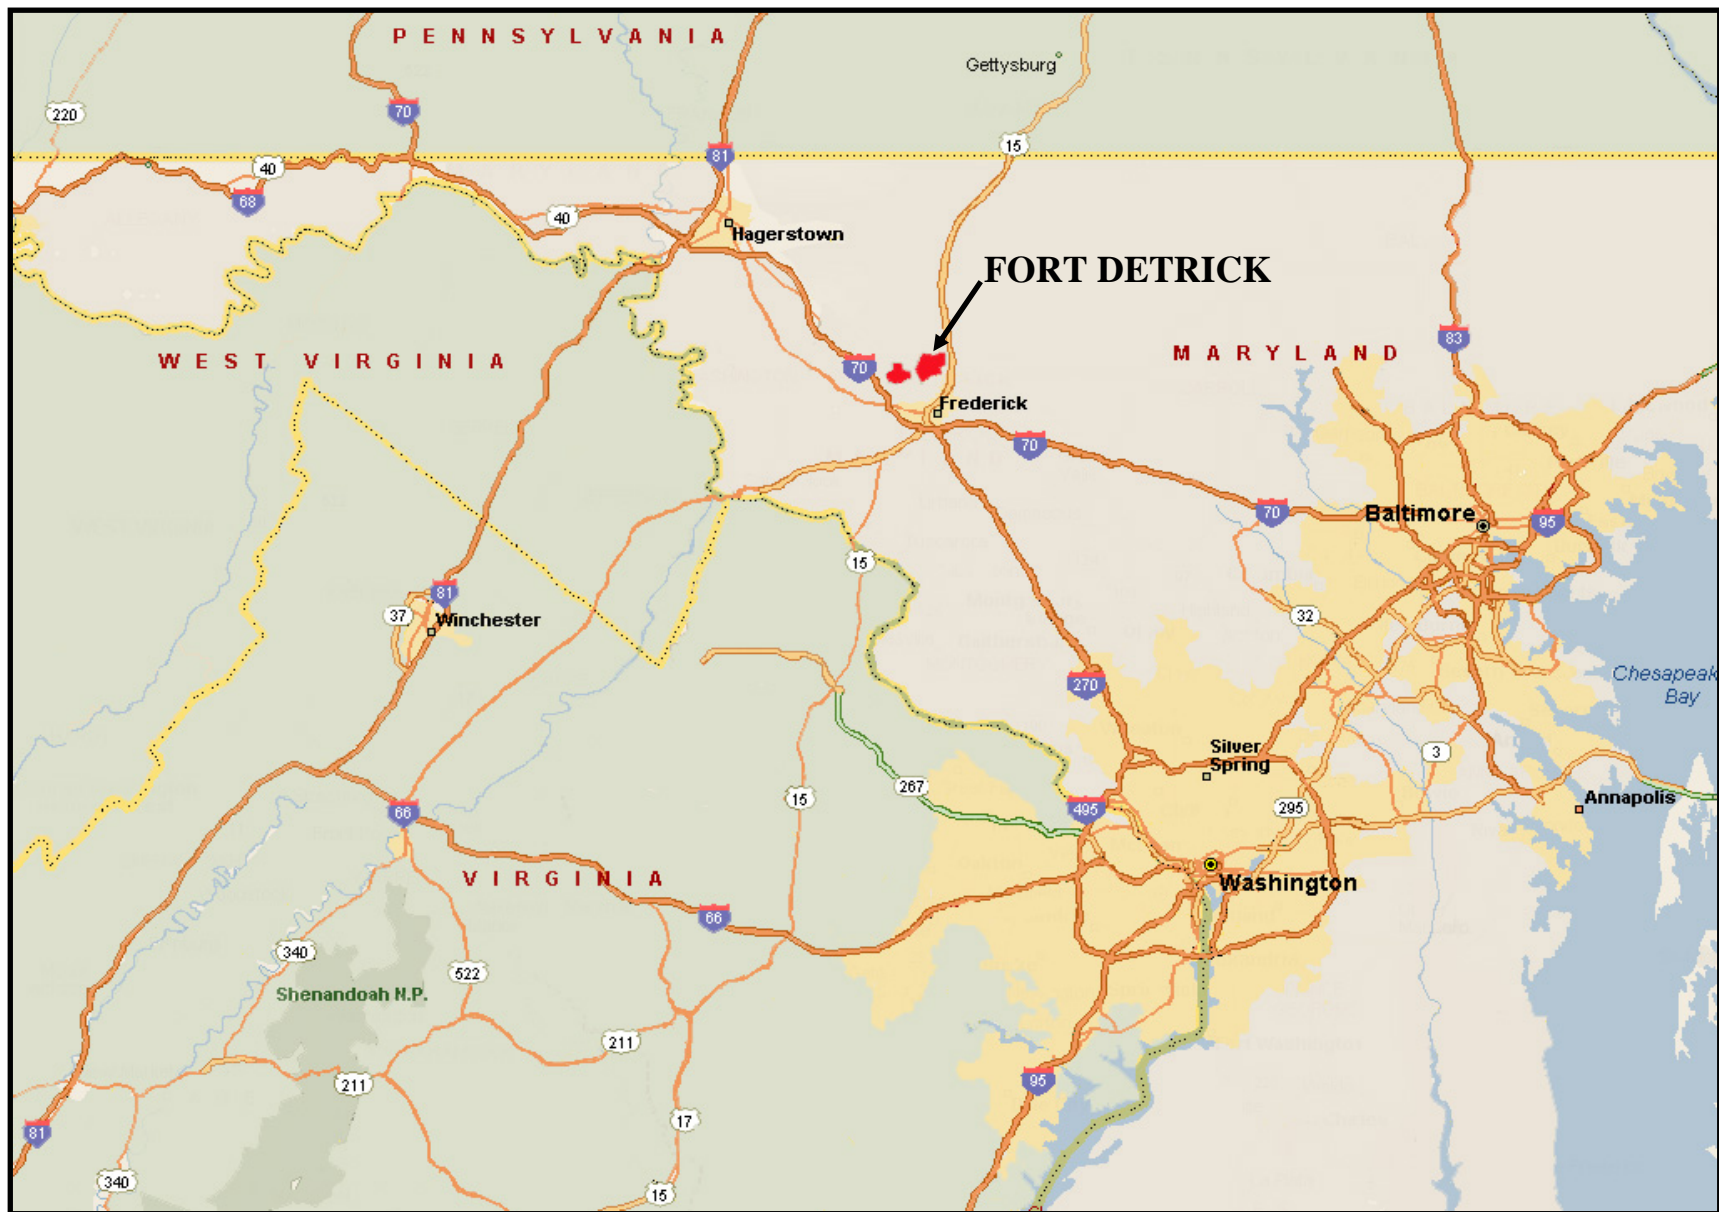 PENNSYLVANIA
Gettysburg
220
70
15
81
40
68
40
Hagerstown
FORT DETRICK
WEST VIRGINIA
MARYLAND
83
70
Frederick
70
70
Baltimore
95
15
81
37
Winchester
32
Chesapeak
Bay
270
Silver
Spring
3
267
15
295
Annapolis
66
495
VIRGINIA
Washington
66
340
522
Shenandoah N.P.
211
95
211
17
81
340
15